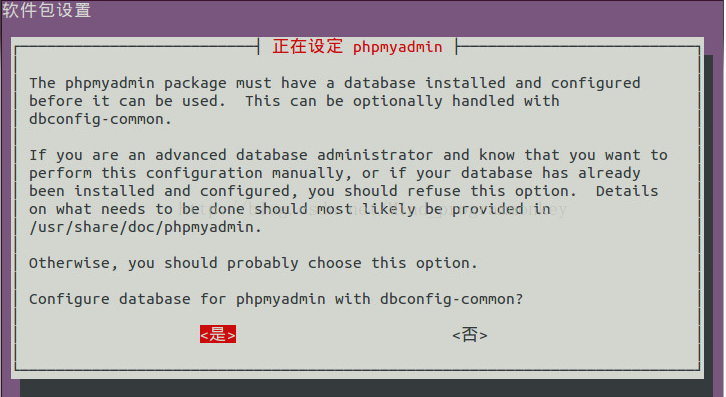 软件包设置
正在设定 phpmyadmin
The phpmyadmin package must have a database installed and configured
before it can be used.  This can be optionally handled with
dbconfig-common.
If you are an advanced database administrator and know that you want to
perform this configuration manually, or if your database has already
been installed and configured, you should refuse this option.  Details
on what needs to be done should most likely be provided in
/usr/share/doc/phpmyadmin.
Otherwise, you should probably choose this option.
Configure database for phpmyadmin with dbconfig-common?
<是> <否>